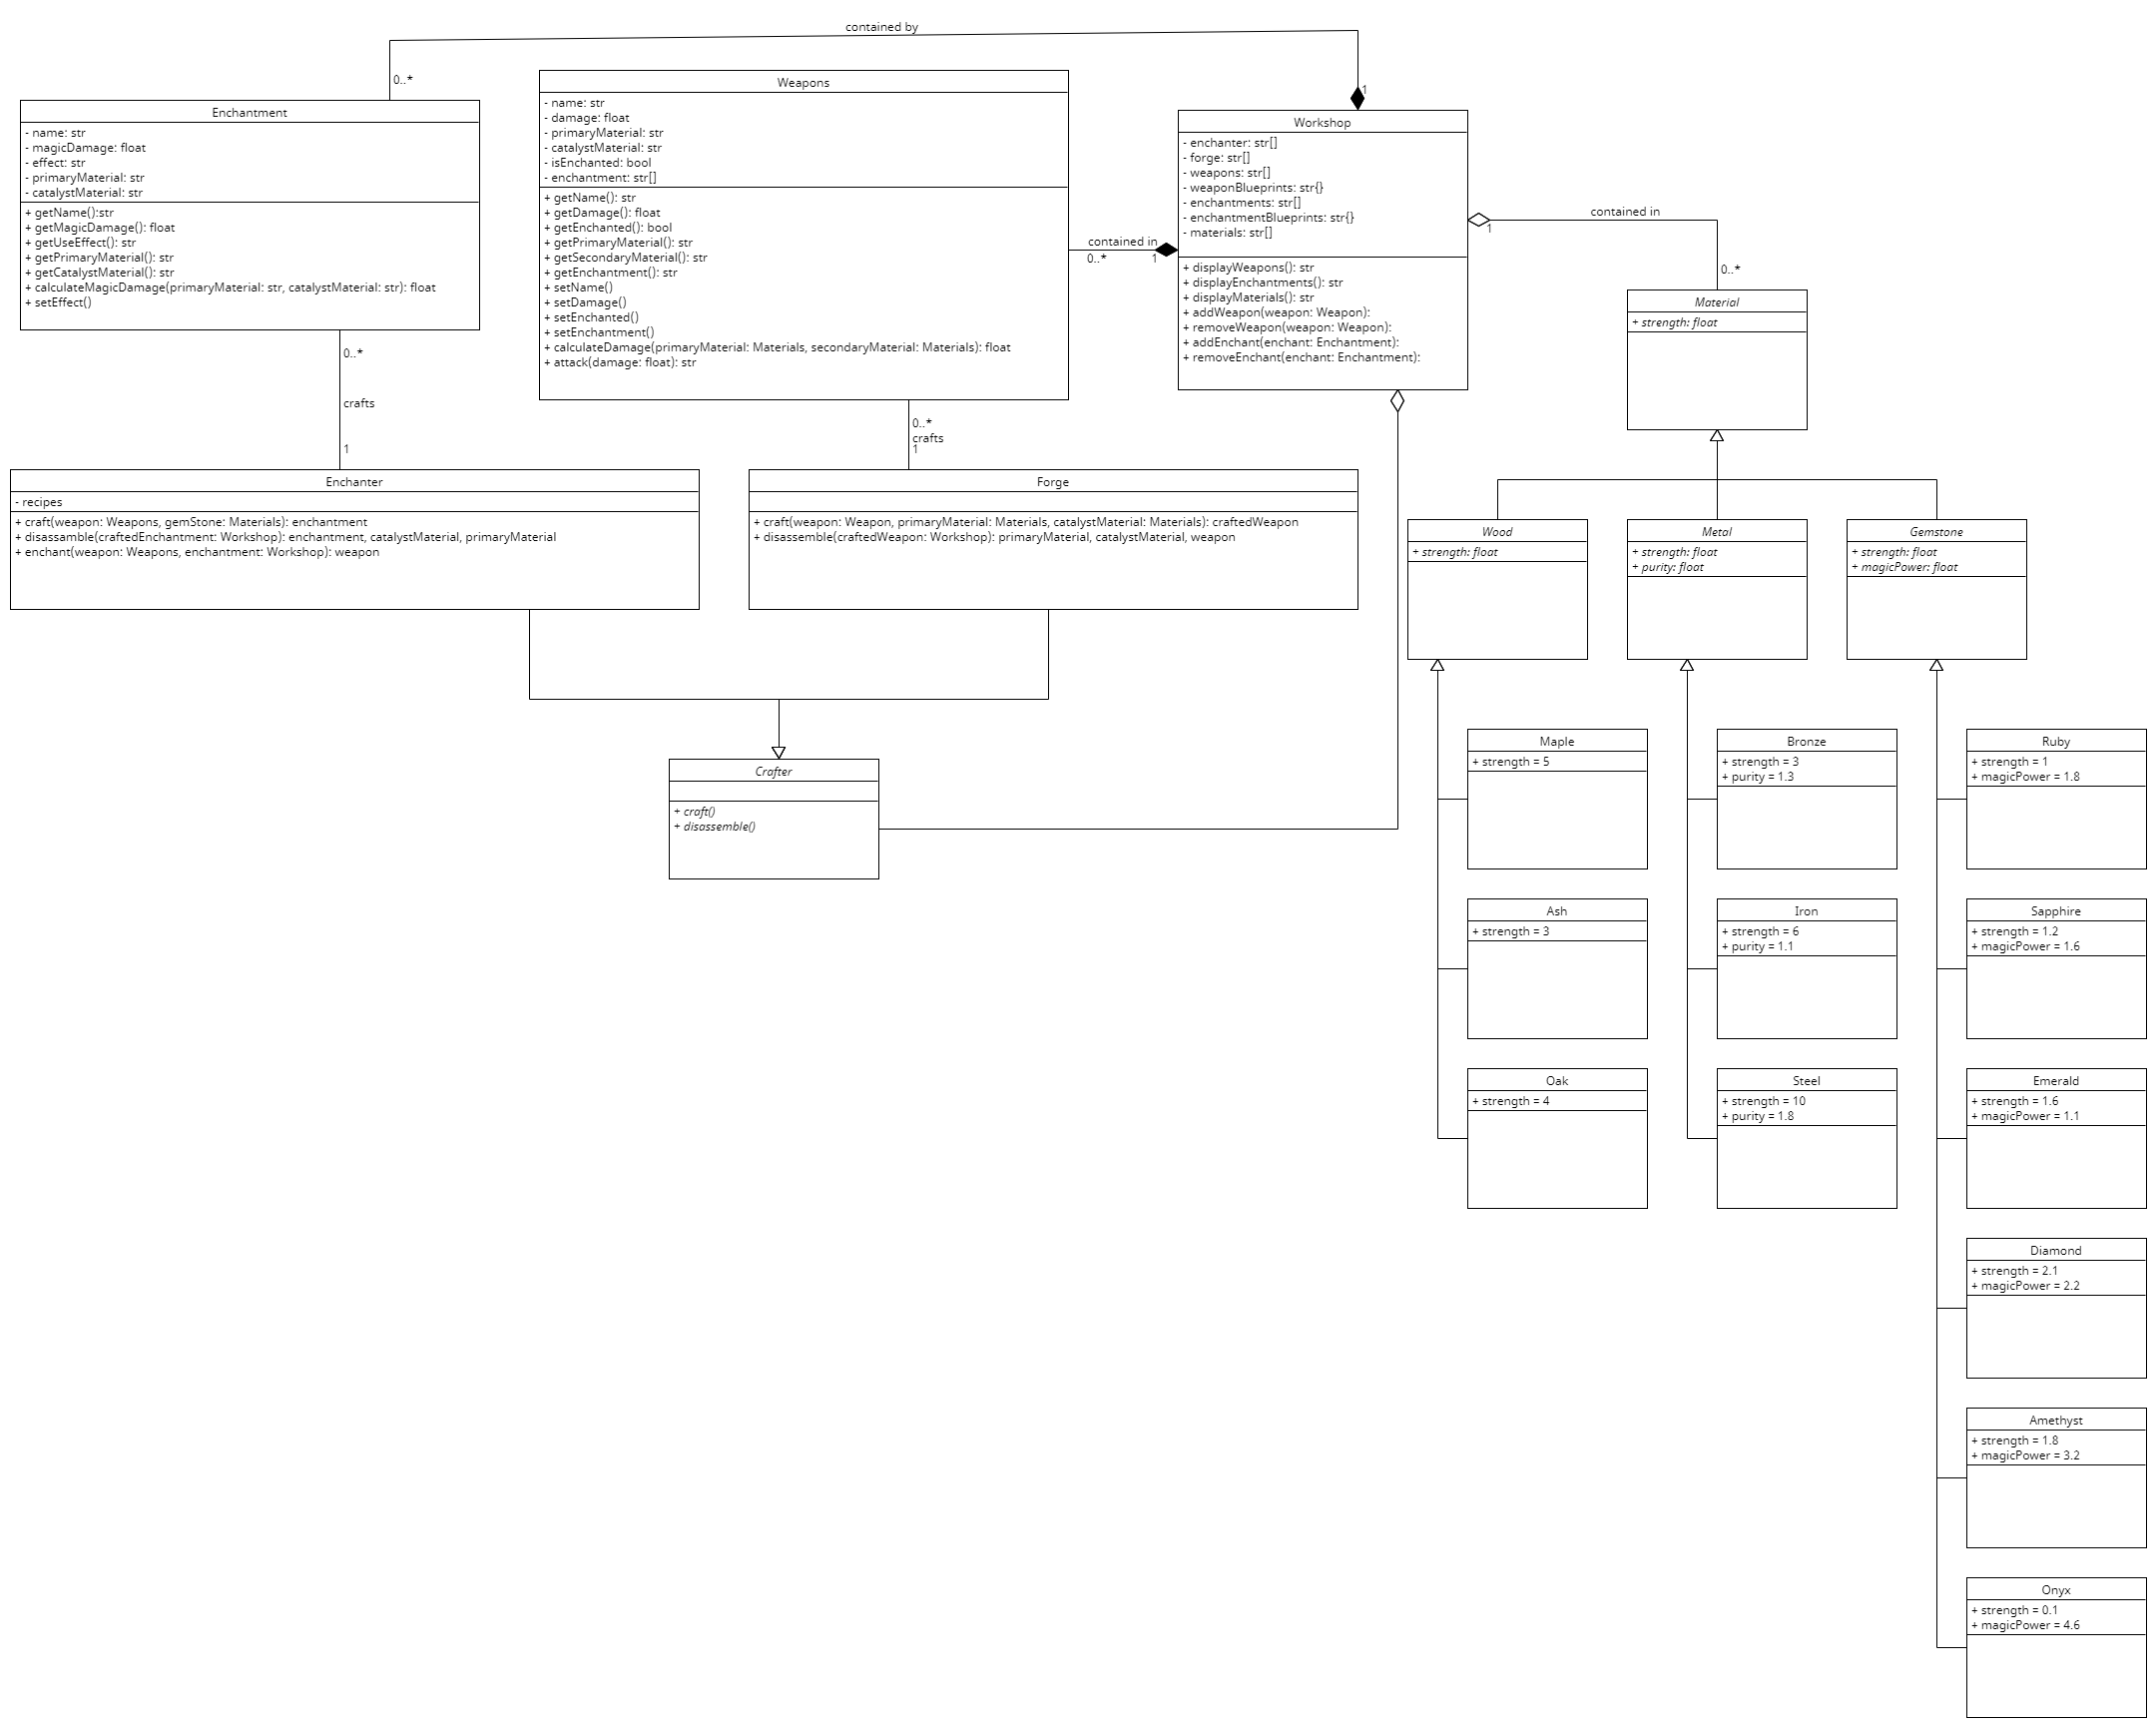 contained by
0..*
1
Enchantment
- name: str
- magicDamage: float
- effect: str
- primaryMaterial: str
- catalystMaterial: str
+ getName():str
+ getMagicDamage(): float
+ getUseEffect(): str
+ getPrimaryMaterial(): str
+ getCatalystMaterial(): str
+ calculateMagicDamage(primaryMaterial: str, catalystMaterial: str): float
+ setEffect()
Weapons
- name: str
- damage: float
- primaryMaterial: str
- catalystMaterial: str
- isEnchanted: bool
- enchantment: str[]
+ getName(): str
+ getDamage(): float
+ getEnchanted(): bool
+ getPrimaryMaterial(): str
+ getSecondaryMaterial(): str
+ getEnchantment(): str
+ setName()
+ setDamage()
+ setEnchanted()
+ setEnchantment()
+ calculateDamage(primaryMaterial: Materials, secondaryMaterial: Materials): float
+ attack(damage: float): str
contained in
0..*
1
Workshop
- enchanter: str[]
- forge: str[]
- weapons: str[]
- weaponBlueprints: str{}
- enchantments: str[]
- enchantmentBlueprints: str{}
- materials: str[]
+ displayWeapons(): str
+ displayEnchantments(): str
+ displayMaterials(): str
+ addWeapon(weapon: Weapon):
+ removeWeapon(weapon: Weapon):
+ addEnchant(enchant: Enchantment):
+ removeEnchant(enchant: Enchantment):
contained in
1
0..*
Material
+ strength: float
0..*
crafts
1
0..*
crafts
1
Enchanter
- recipes
+ craft(weapon: Weapons, gemStone: Materials): enchantment
+ disassamble(craftedEnchantment: Workshop): enchantment, catalystMaterial, primaryMaterial
+ enchant(weapon: Weapons, enchantment: Workshop): weapon
Forge
+ craft(weapon: Weapon, primaryMaterial: Materials, catalystMaterial: Materials): craftedWeapon
+ disassemble(craftedWeapon: Workshop): primaryMaterial, catalystMaterial, weapon
Wood
+ strength: float
Metal
+ strength: float
+ purity: float
Gemstone
+ strength: float
+ magicPower: float
Crafter
+ craft()
+ disassemble()
Maple
+ strength = 5
Bronze
+ strength = 3
+ purity = 1.3
Ruby
+ strength = 1
+ magicPower = 1.8
Ash
+ strength = 3
Iron
+ strength = 6
+ purity = 1.1
Sapphire
+ strength = 1.2
+ magicPower = 1.6
Oak
+ strength = 4
Steel
+ strength = 10
+ purity = 1.8
Emerald
+ strength = 1.6
+ magicPower = 1.1
Diamond
+ strength = 2.1
+ magicPower = 2.2
Amethyst
+ strength = 1.8
+ magicPower = 3.2
Onyx
+ strength = 0.1
+ magicPower = 4.6